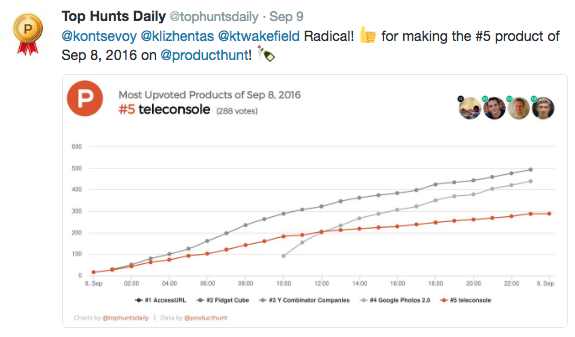 Top Hunts Daily @tophuntsdaily · Sep 9
@kontsevoy @klizhentas @ktwakefield Radical! 👍 for making the #5 product of
Sep 8, 2016 on @producthunt! 🍾
P
Most Upvoted Products of Sep 8, 2016
#5 teleconsole (288 votes)
600
500
400
300
200
100
0
8. Sep 02:00 04:00 06:00 08:00 10:00 12:00 14:00 16:00 18:00 20:00 22:00 9. Sep
#1 AccessURL #2 Fidget Cube #3 Y Combinator Companies #4 Google Photos 2.0 #5 teleconsole
Charts by @tophuntsdaily | Data by @producthunt